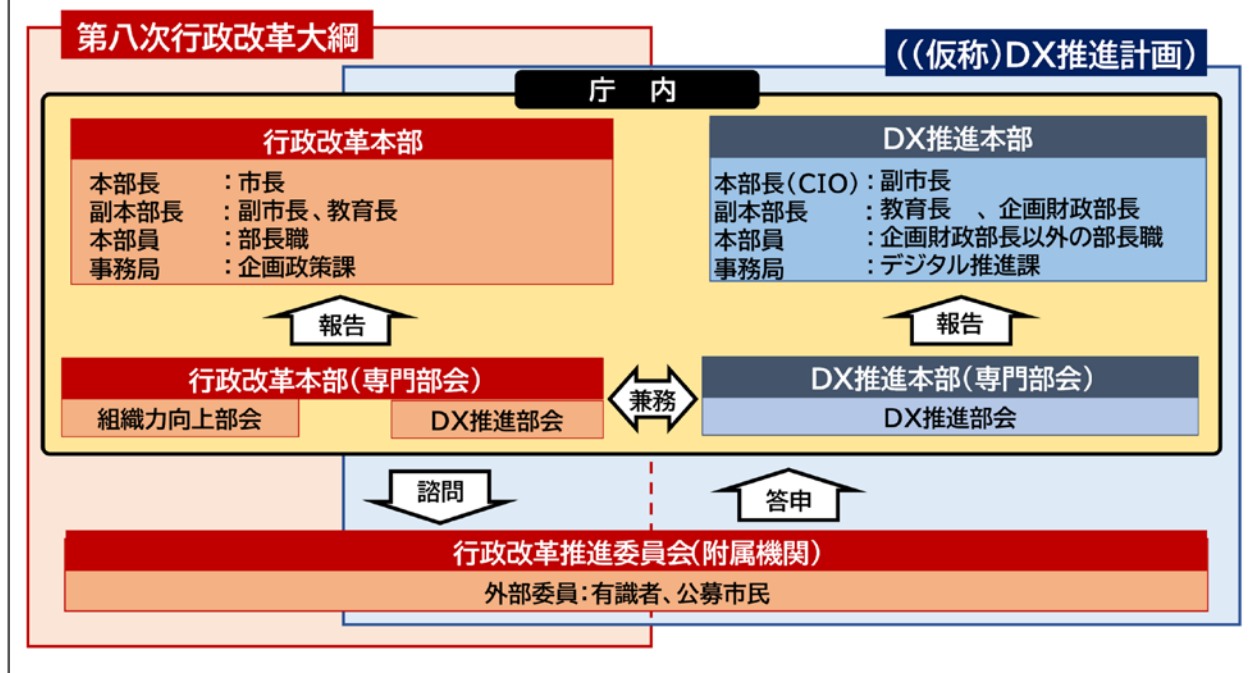 第八次行政改革大綱
((仮称)DX推進計画)
庁 内
行政改革本部
本部長 :市長
副本部長 :副市長、教育長
本部員 :部長職
事務局 :企画政策課
DX推進本部
本部長(CIO):副市長
副本部長 :教育長 、企画財政部長
本部員 :企画財政部長以外の部長職
事務局 :デジタル推進課
報告
報告
行政改革本部(専門部会)
組織力向上部会
DX推進部会
兼務
DX推進本部(専門部会)
DX推進部会
諮問
答申
行政改革推進委員会(附属機関)
外部委員:有識者、公募市民